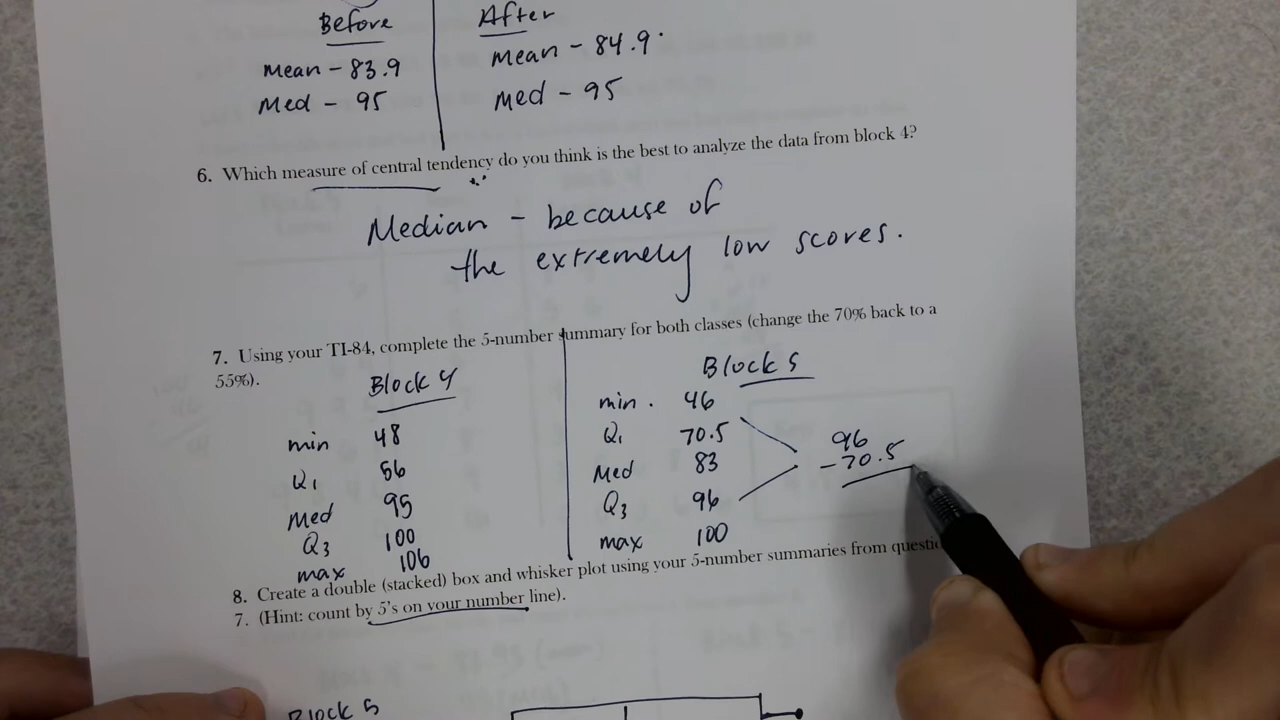 Before
After
Mean - 83.9
mean - 84.9
Med - 95
med - 95
6. Which measure of central tendency do you think is the best to analyze the data from block 4?
Median - because of
the extremely low scores.
7. Using your TI-84, complete the 5-number summary for both classes (change the 70% back to a
55%).
Block 4
min 48
Q1 56
Med 95
Q3 100
max 106
Block 5
min. 46
Q1 70.5
Med 83
Q3 96
max 100
96
-70.5
8. Create a double (stacked) box and whisker plot using your 5-number summaries from
7. (Hint: count by 5's on your number line).
Block 5